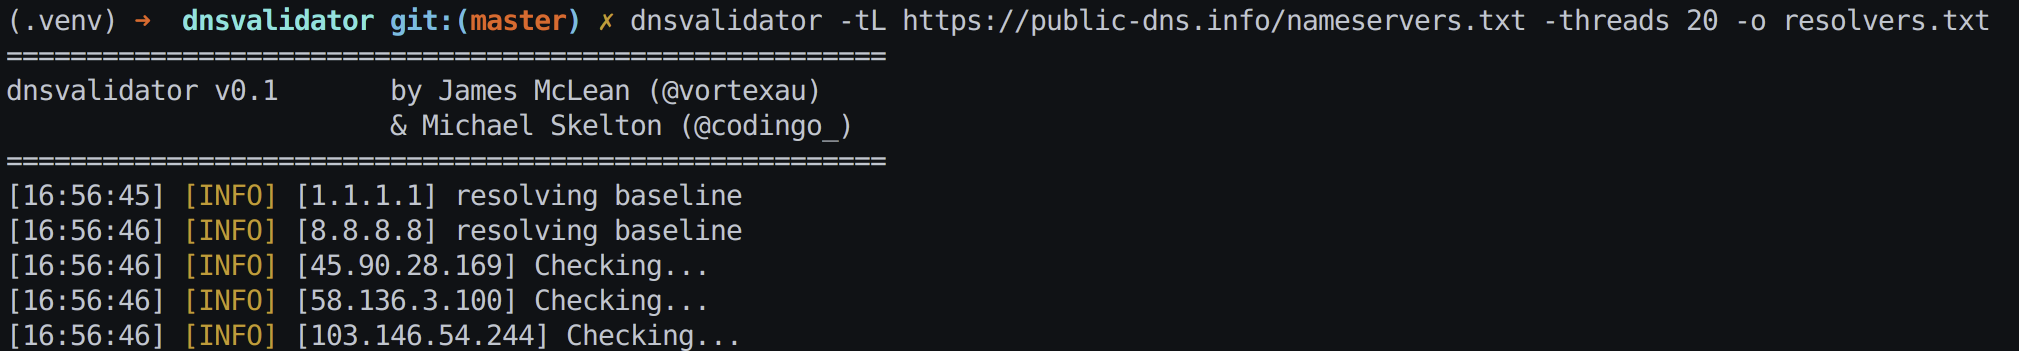 (.venv) ➜  dnsvalidator git:(master) ✗ dnsvalidator -tL https://public-dns.info/nameservers.txt -threads 20 -o resolvers.txt
=======================================================
dnsvalidator v0.1       by James McLean (@vortexau)
                        & Michael Skelton (@codingo_)
=======================================================
[16:56:45] [INFO] [1.1.1.1] resolving baseline
[16:56:46] [INFO] [8.8.8.8] resolving baseline
[16:56:46] [INFO] [45.90.28.169] Checking...
[16:56:46] [INFO] [58.136.3.100] Checking...
[16:56:46] [INFO] [103.146.54.244] Checking...